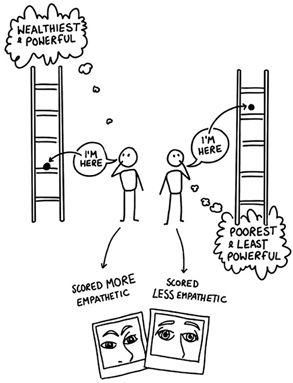 WEALTHIEST
& POWERFUL
I'M
HERE
I'M
HERE
POOREST
& LEAST
POWERFUL
SCORED MORE
EMPATHETIC
SCORED
LESS EMPATHETIC